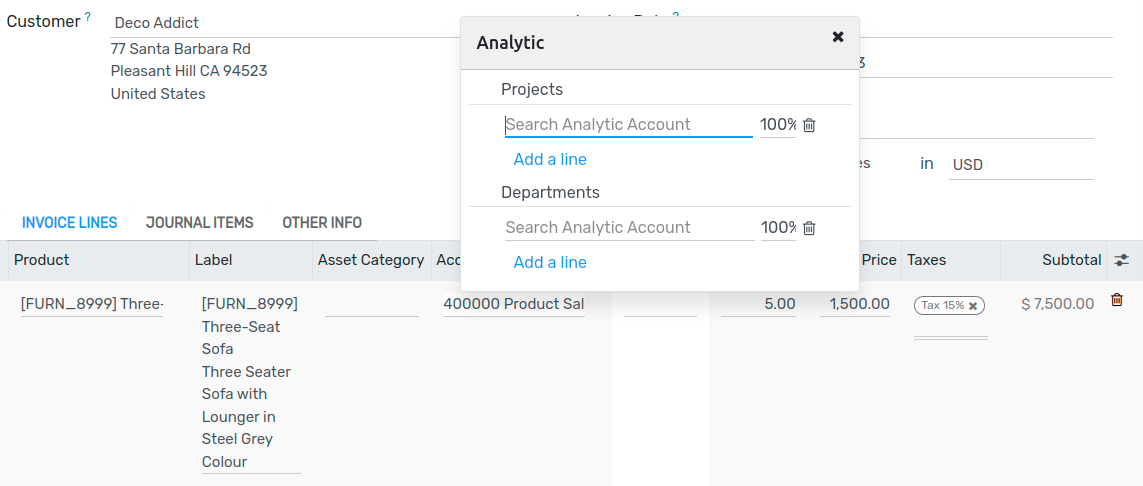 Customer ? Deco Addict
77 Santa Barbara Rd
Pleasant Hill CA 94523
United States
Analytic
Projects
Search Analytic Account 100%
Add a line
Departments
Search Analytic Account 100%
Add a line
?
3
in USD
INVOICE LINES JOURNAL ITEMS OTHER INFO
Product Label Asset Category Price Taxes Subtotal
[FURN_8999] Three- [FURN_8999] 400000 Product Sal 5.00 1,500.00 Tax 15% $ 7,500.00
Three-Seat
Sofa
Three Seater
Sofa with
Lounger in
Steel Grey
Colour